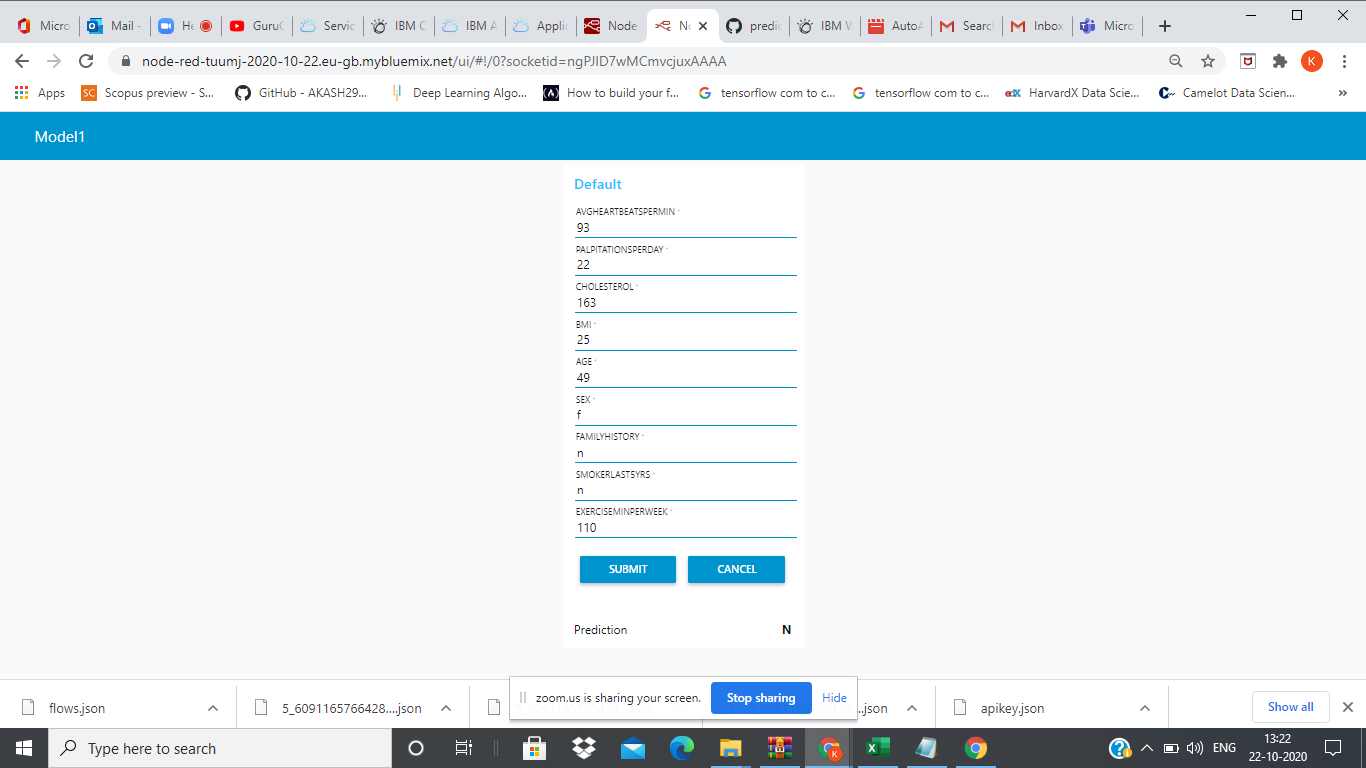 Micro
Mail -
He
GuruC
Servic
IBM C
IBM A
Applic
Node
No
predic
IBM W
AutoA
Searc
Inbox
Micro
node-red-tuumj-2020-10-22.eu-gb.mybluemix.net/ui/#!/0?socketid=ngPJlD7wMCmvcjuxAAAA
K
Apps
SC Scopus preview - S...
GitHub - AKASH29...
Deep Learning Algo...
How to build your f...
tensorflow com to c...
tensorflow com to c...
edX HarvardX Data Scie...
Camelot Data Scien...
»
Model1
Default
AVGHEARTBEATSPERMIN *
93
PALPITATIONSPERDAY *
22
CHOLESTEROL *
163
BMI *
25
AGE *
49
SEX *
f
FAMILYHISTORY *
n
SMOKERLAST5YRS *
n
EXERCISEMINPERWEEK *
110
SUBMIT CANCEL
Prediction N
zoom.us is sharing your screen. Stop sharing Hide
flows.json
5_6091165766428....json
..json
apikey.json
Show all
Type here to search
ENG
13:22
22-10-2020